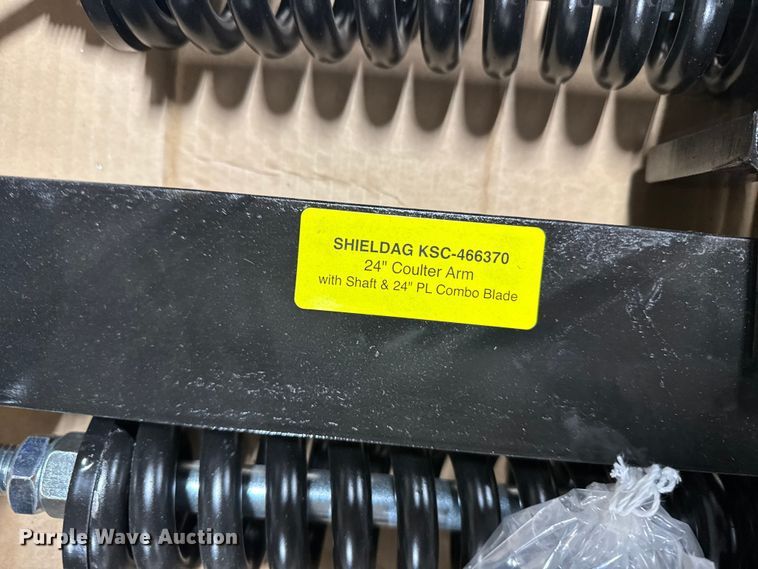 SHIELDAG KSC-466370
24" Coulter Arm
with Shaft & 24" PL Combo Blade
Purple Wave Auction